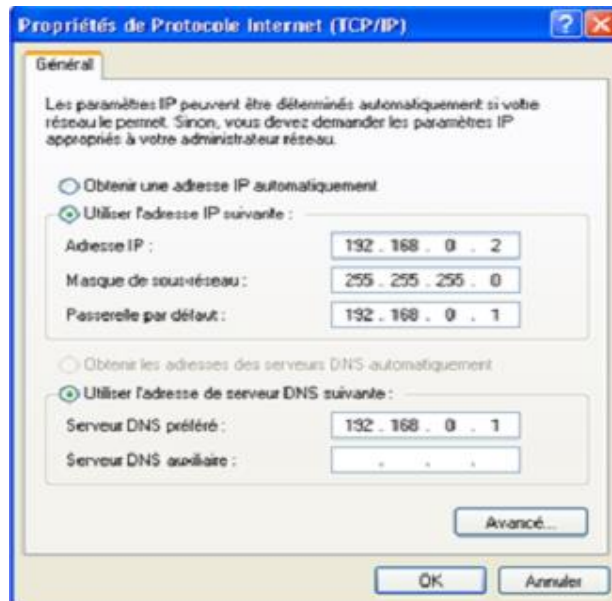 Propriétés de Protocole Internet (TCP/IP)
Général
Les paramètres IP peuvent être déterminés automatiquement si votre
réseau le permet. Sinon, vous devez demander les paramètres IP
appropriés à votre administrateur réseau.
Obtenir une adresse IP automatiquement
Utiliser l'adresse IP suivante :
Adresse IP : 192 . 168 . 0 . 2
Masque de sous-réseau : 255 . 255 . 255 . 0
Passerelle par défaut : 192 . 168 . 0 . 1
Obtenir les adresses des serveurs DNS automatiquement
Utiliser l'adresse de serveur DNS suivante :
Serveur DNS préféré : 192 . 168 . 0 . 1
Serveur DNS auxiliaire : . . .
Avancé...
OK Annuler